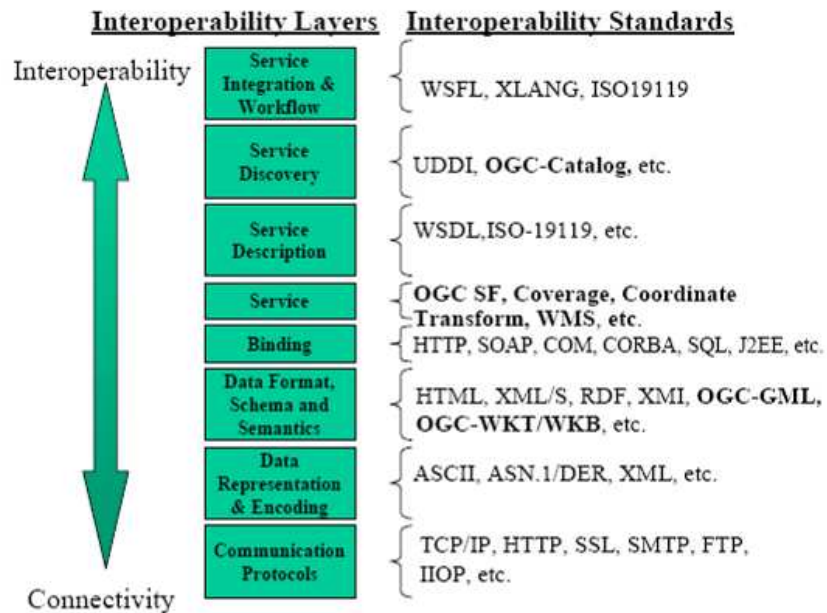 Interoperability Layers Interoperability Standards
Interoperability
Service
Integration &
Workflow
WSFL, XLANG, ISO19119
Service
Discovery
UDDI, OGC-Catalog, etc.
Service
Description
WSDL,ISO-19119, etc.
Service
OGC SF, Coverage, Coordinate
Transform, WMS, etc.
Binding
HTTP, SOAP, COM, CORBA, SQL, J2EE, etc.
Data Format,
Schema and
Semantics
HTML, XML/S, RDF, XMI, OGC-GML,
OGC-WKT/WKB, etc.
Data
Representation
& Encoding
ASCII, ASN.1/DER, XML, etc.
Communication
Protocols
TCP/IP, HTTP, SSL, SMTP, FTP,
IIOP, etc.
Connectivity